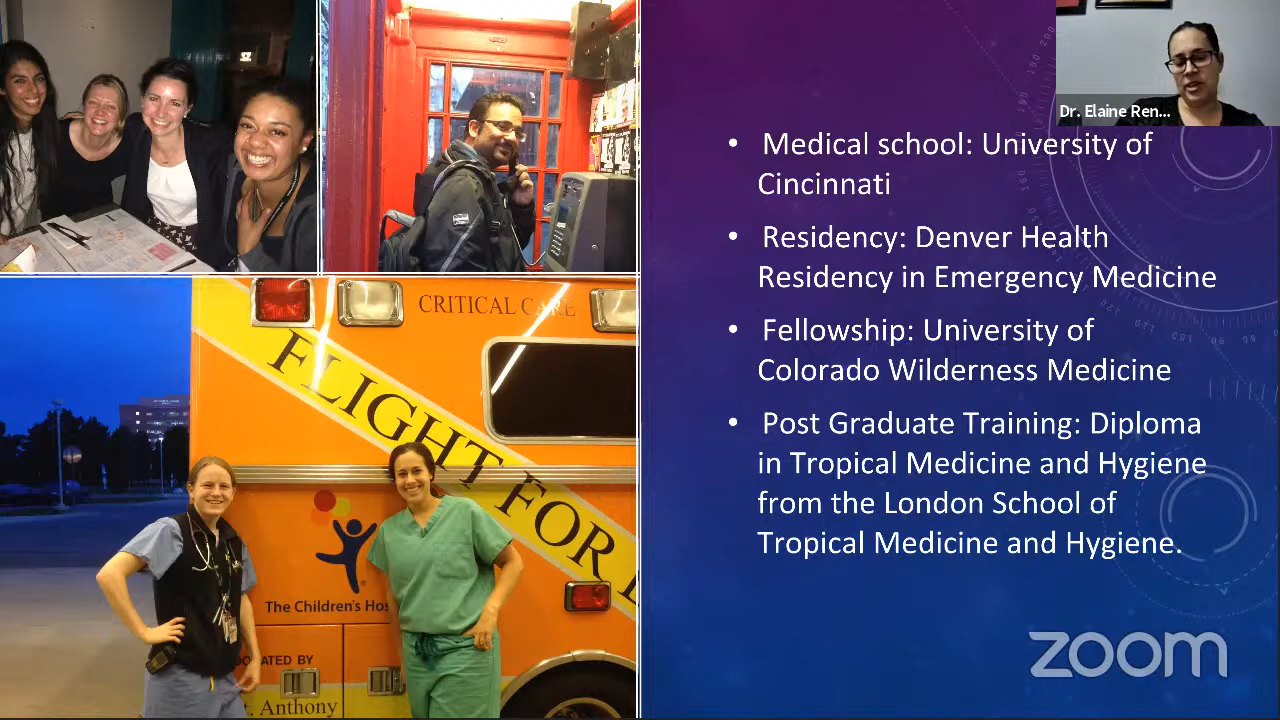 Dr. Elaine Ren...
• Medical school: University of
Cincinnati
• Residency: Denver Health
Residency in Emergency Medicine
• Fellowship: University of
Colorado Wilderness Medicine
• Post Graduate Training: Diploma
in Tropical Medicine and Hygiene
from the London School of
Tropical Medicine and Hygiene.
CRITICAL CARE
FLIGHT FOR
The Children's Hos
ATED BY
t. Anthony
zoom